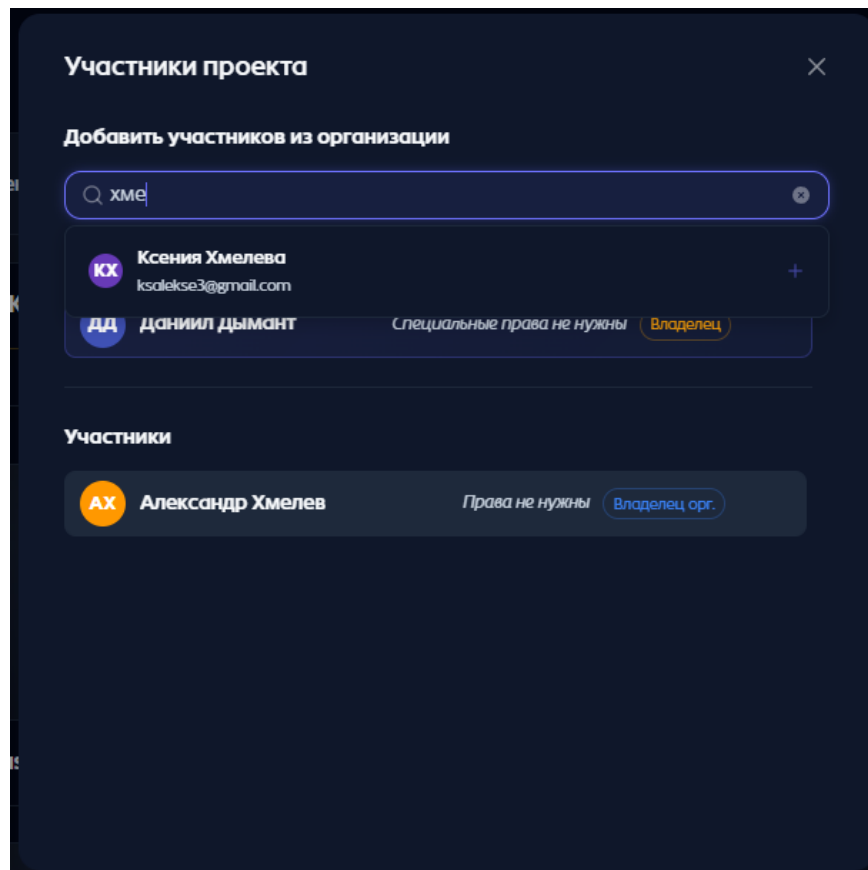 Участники проекта
Добавить участников из организации
хме
КХ Ксения Хмелева
ksalekse3@gmail.com
ДД Даниил Дымант Специальные права не нужны Владелец
Участники
АХ Александр Хмелев Права не нужны Владелец орг.